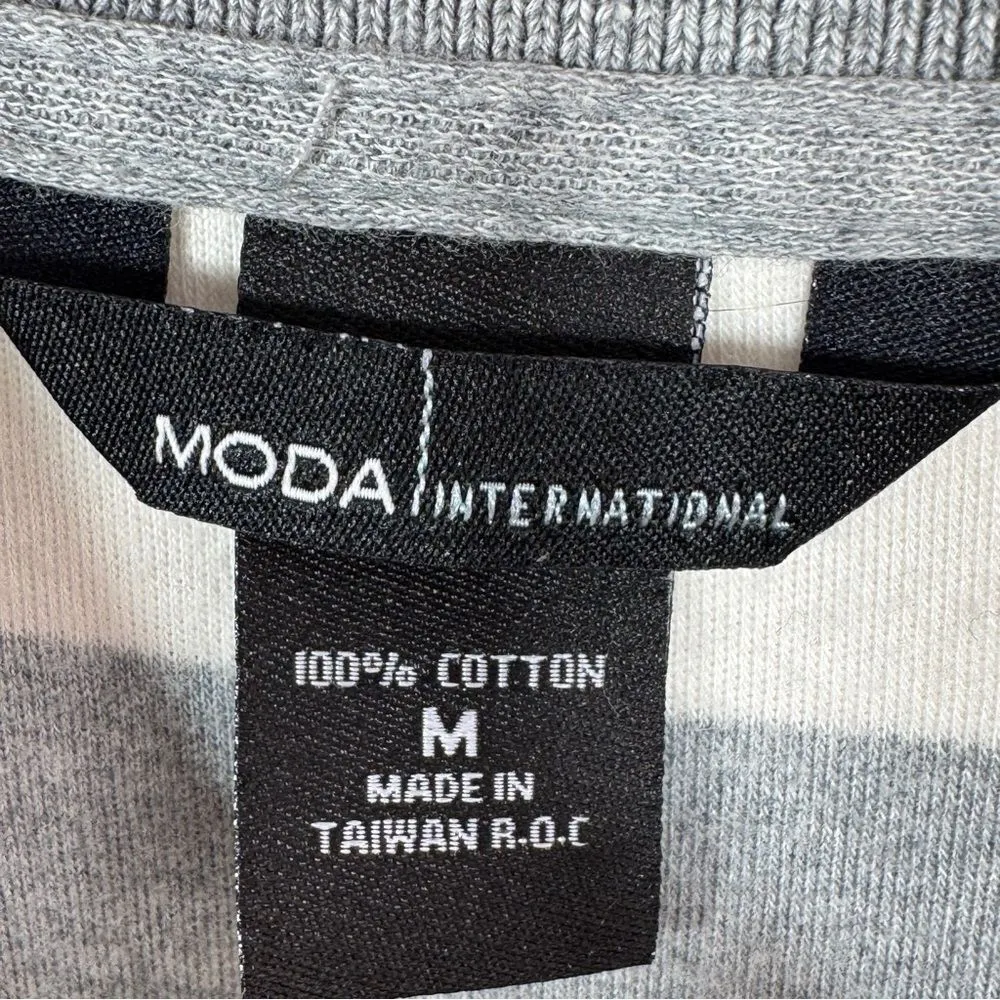 MODA INTERNATIONAL
100% COTTON
M
MADE IN
TAIWAN R.O.C